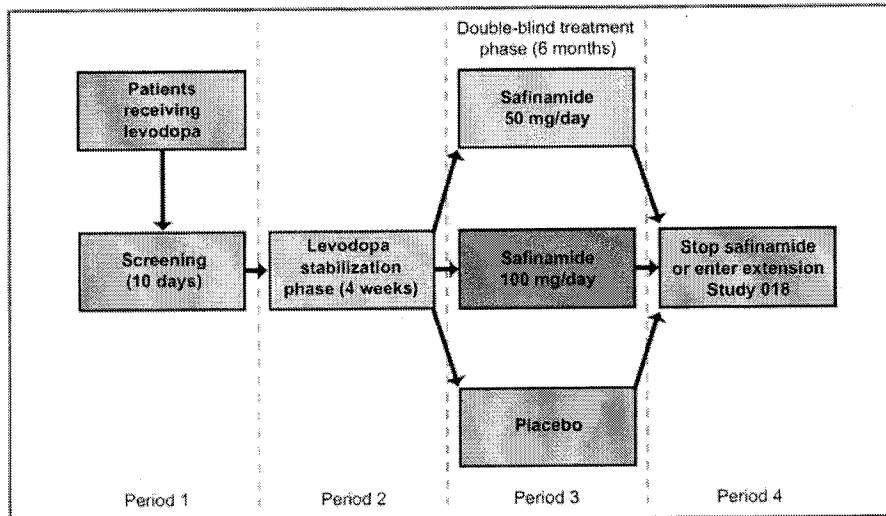 Double-blind treatment
phase (6 months)
Patients
receiving
levodopa
Safinamide
50 mg/day
Screening
(10 days)
Levodopa
stabilization
phase (4 weeks)
Safinamide
100 mg/day
Stop safinamide
or enter extension
Study 018
Placebo
Period 1
Period 2
Period 3
Period 4